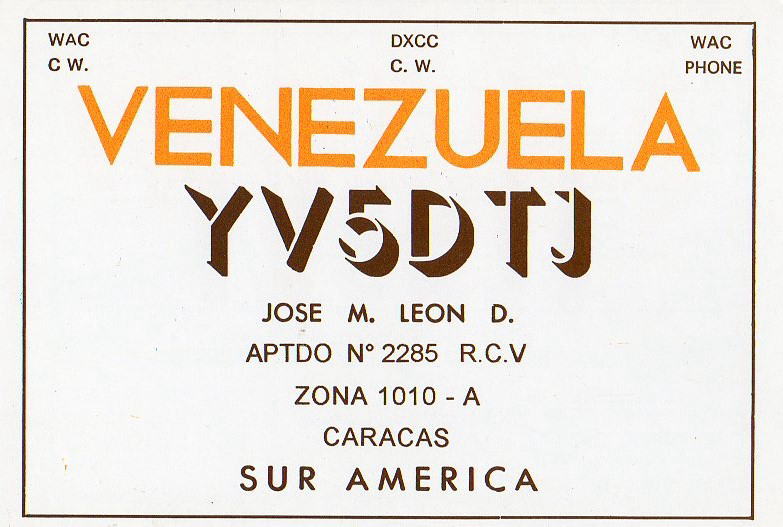 WAC DXCC WAC
C W. C. W. PHONE
VENEZUELA
YV5DTJ
JOSE M. LEON D.
APTDO N° 2285 R.C.V
ZONA 1010 - A
CARACAS
SUR AMERICA